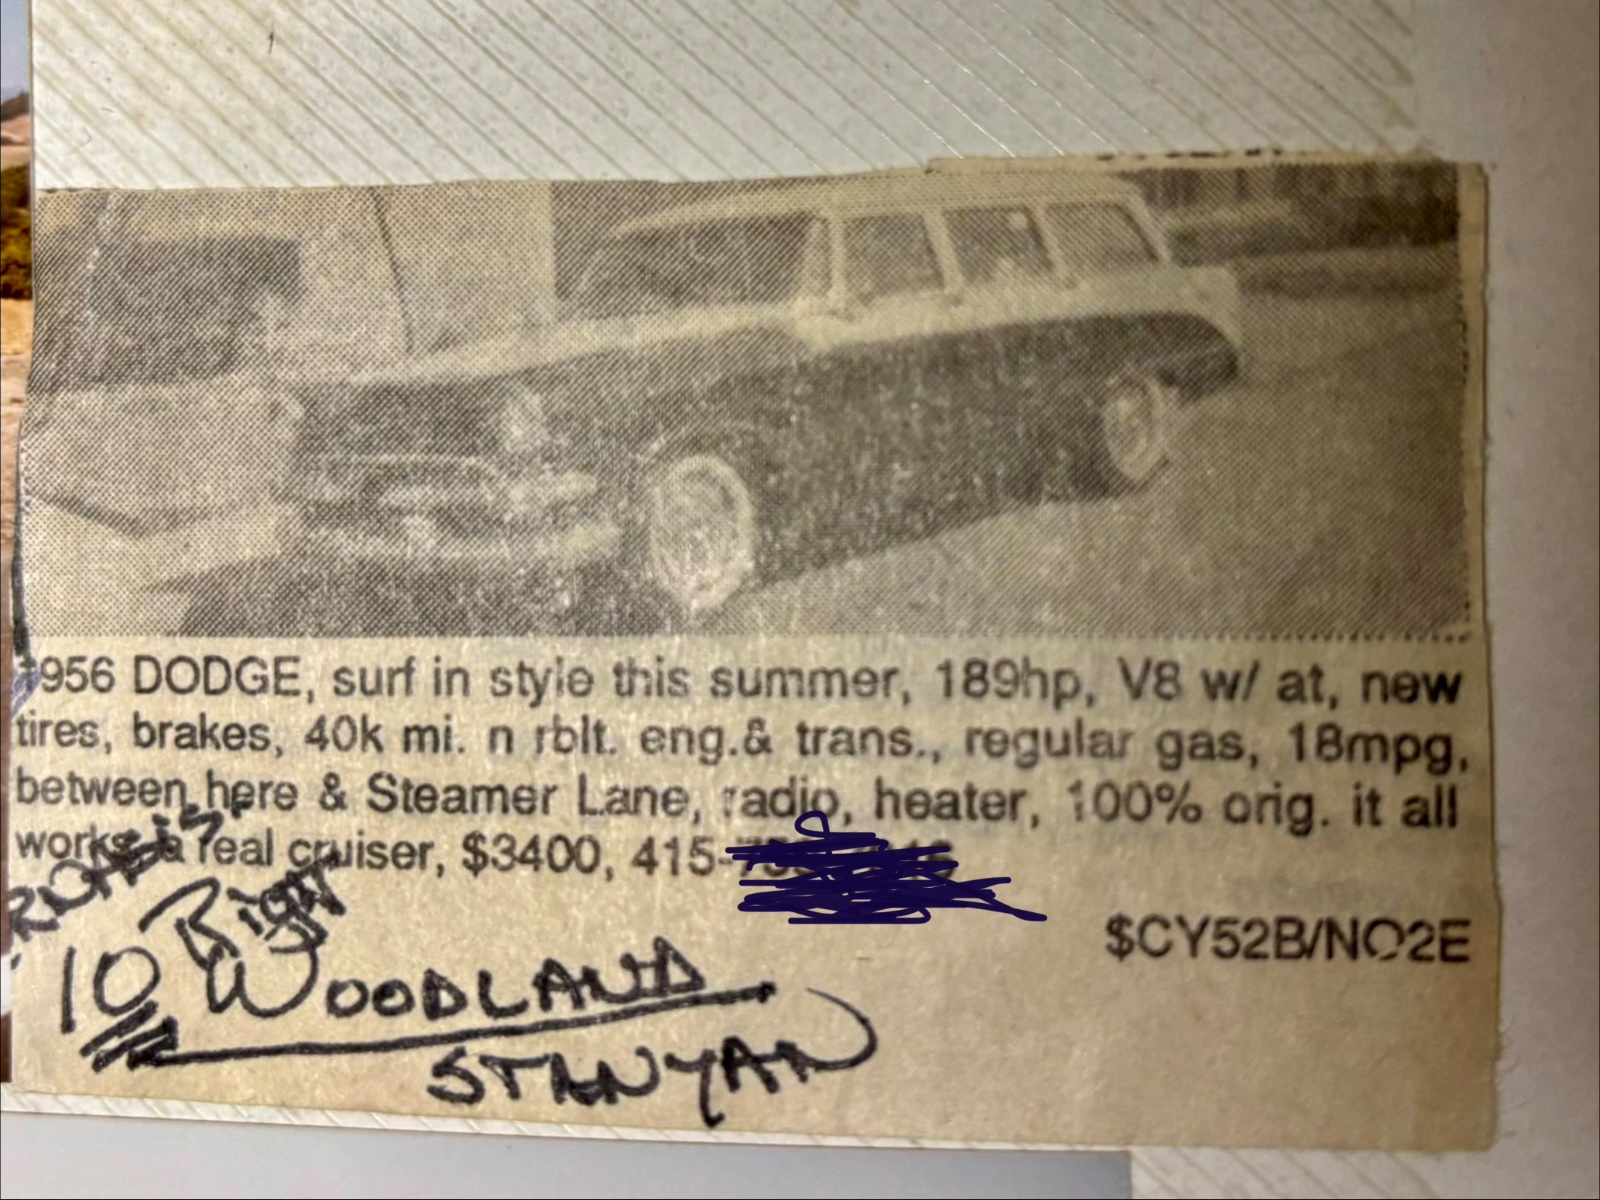 1956 DODGE, surf in style this summer, 189hp, V8 w/ at, new
tires, brakes, 40k mi. n rblt. eng.& trans., regular gas, 18mpg,
between here & Steamer Lane, radio, heater, 100% orig. it all
works, a real cruiser, $3400, 415-
$CY52B/NO2E
Right
10 WOODLAND
STANYAN